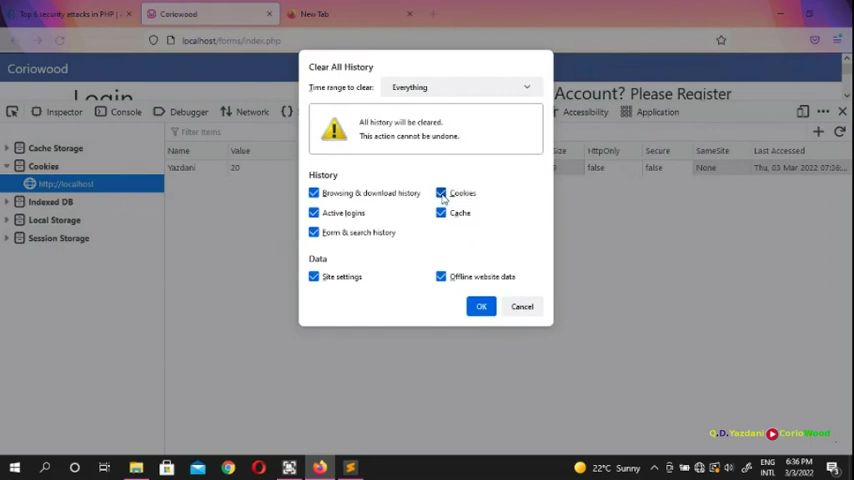 Top 6 security attacks in PHP |
Coriowood
New Tab
localhost/forms/index.php
Coriowood
Login
Account? Please Register
Inspector
Console
Debugger
Network
Accessibility
Application
Filter Items
Cache Storage
Cookies
http://localhost
Indexed DB
Local Storage
Session Storage
Name Value Size HttpOnly Secure SameSite Last Accessed
Yazdani 20 false false None Thu, 03 Mar 2022 07:36:...
Clear All History
Time range to clear: Everything
All history will be cleared.
This action cannot be undone.
History
Browsing & download history Cookies
Active logins Cache
Form & search history
Data
Site settings Offline website data
OK Cancel
Q.D.Yazdani CorioWood
22°C Sunny
ENG
INTL
6:36 PM
3/3/2022